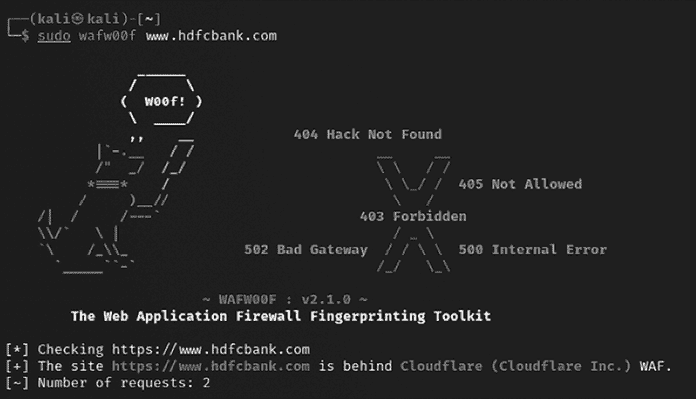 (kali㉿kali)-[~]
$ sudo wafw00f www.hdfcbank.com
W00f!
404 Hack Not Found
405 Not Allowed
403 Forbidden
502 Bad Gateway 500 Internal Error
~ WAFW00F : v2.1.0 ~
The Web Application Firewall Fingerprinting Toolkit
[*] Checking https://www.hdfcbank.com
[+] The site https://www.hdfcbank.com is behind Cloudflare (Cloudflare Inc.) WAF.
[~] Number of requests: 2